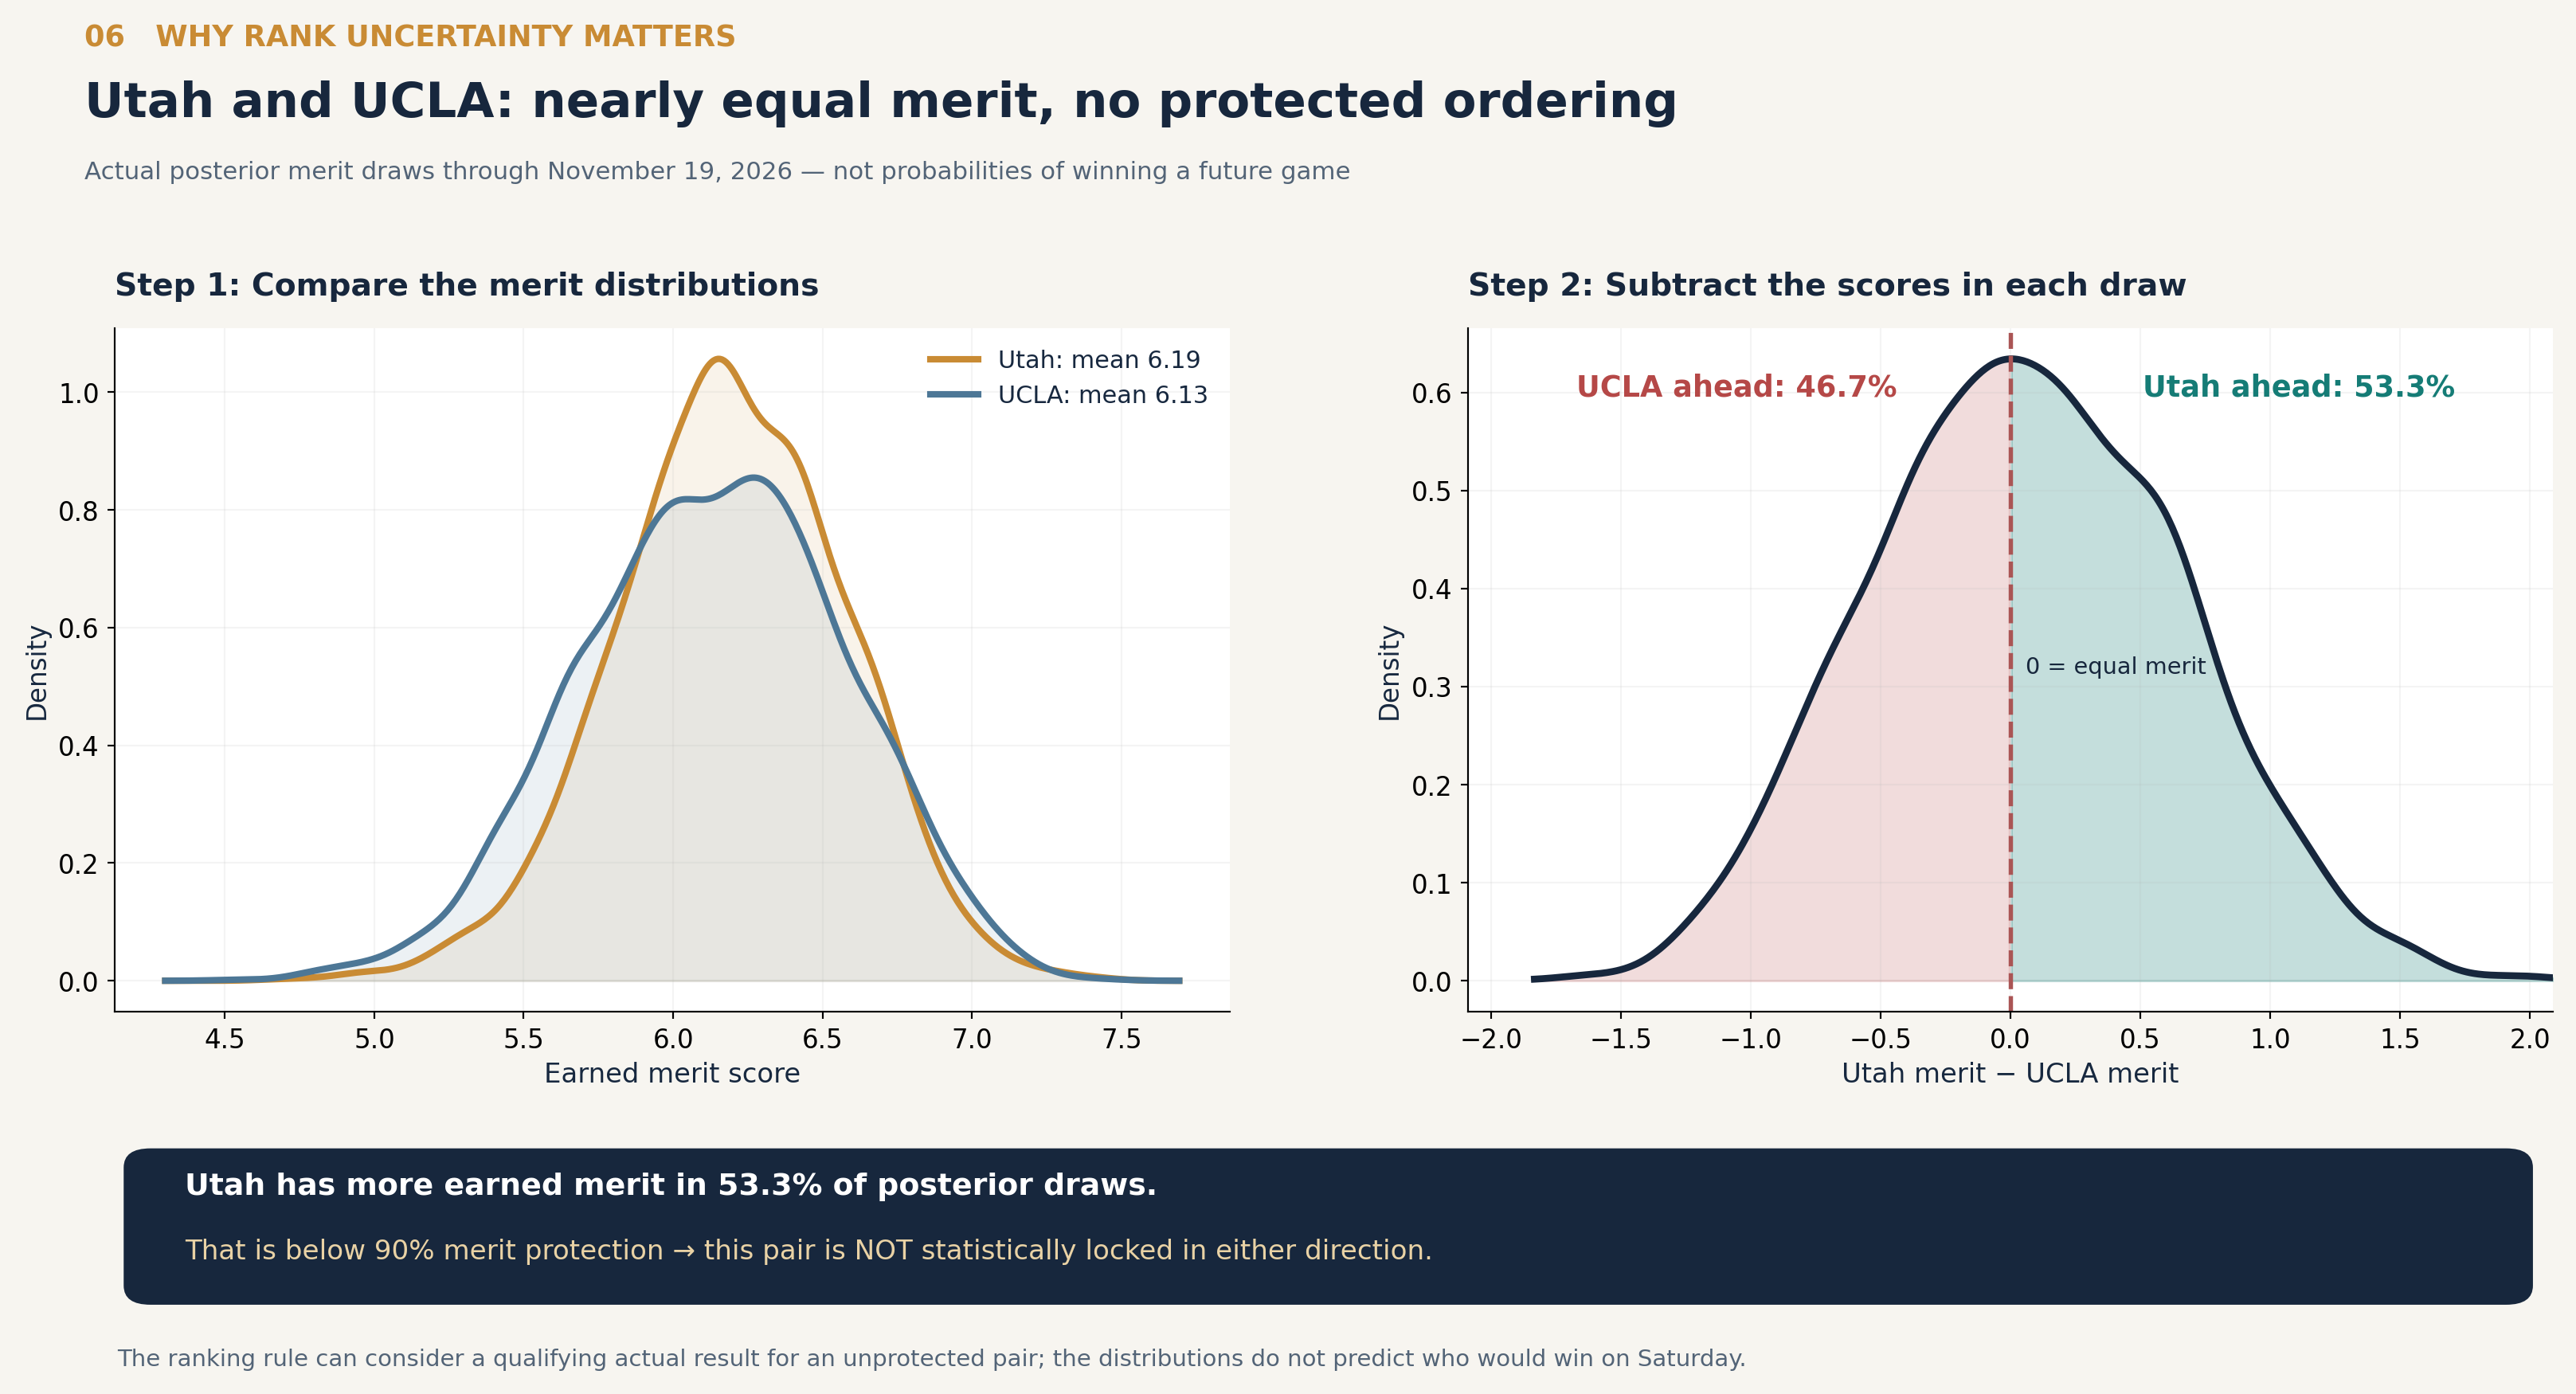 06 WHY RANK UNCERTAINTY MATTERS
Utah and UCLA: nearly equal merit, no protected ordering
Actual posterior merit draws through November 19, 2026 — not probabilities of winning a future game
Step 1: Compare the merit distributions
Utah: mean 6.19
UCLA: mean 6.13
Density
1.0
0.8
0.6
0.4
0.2
0.0
4.5 5.0 5.5 6.0 6.5 7.0 7.5
Earned merit score
Step 2: Subtract the scores in each draw
UCLA ahead: 46.7%
Utah ahead: 53.3%
0 = equal merit
Density
0.6
0.5
0.4
0.3
0.2
0.1
0.0
−2.0 −1.5 −1.0 −0.5 0.0 0.5 1.0 1.5 2.0
Utah merit − UCLA merit
Utah has more earned merit in 53.3% of posterior draws.
That is below 90% merit protection → this pair is NOT statistically locked in either direction.
The ranking rule can consider a qualifying actual result for an unprotected pair; the distributions do not predict who would win on Saturday.